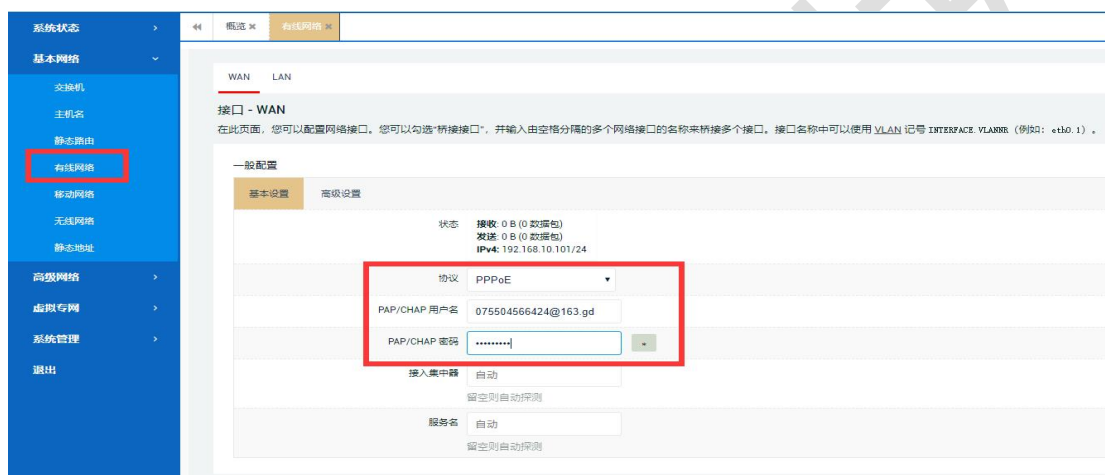 系统状态
概览
有线网络
基本网络
交换机
主机名
静态路由
有线网络
移动网络
无线网络
静态地址
高级网络
虚拟专网
系统管理
退出
WAN LAN
接口 - WAN
在此页面，您可以配置网络接口。您可以勾选“桥接接口”，并输入由空格分隔的多个网络接口的名称来桥接多个接口。接口名称中可以使用 VLAN 记号 INTERFACE.VLANNR（例如：eth0.1）。
一般配置
基本设置 高级设置
状态 接收: 0 B (0 数据包)
发送: 0 B (0 数据包)
IPv4: 192.168.10.101/24
协议 PPPoE
PAP/CHAP 用户名 075504566424@163.gd
PAP/CHAP 密码 •••••••••
接入集中器 自动
留空则自动探测
服务名 自动
留空则自动探测